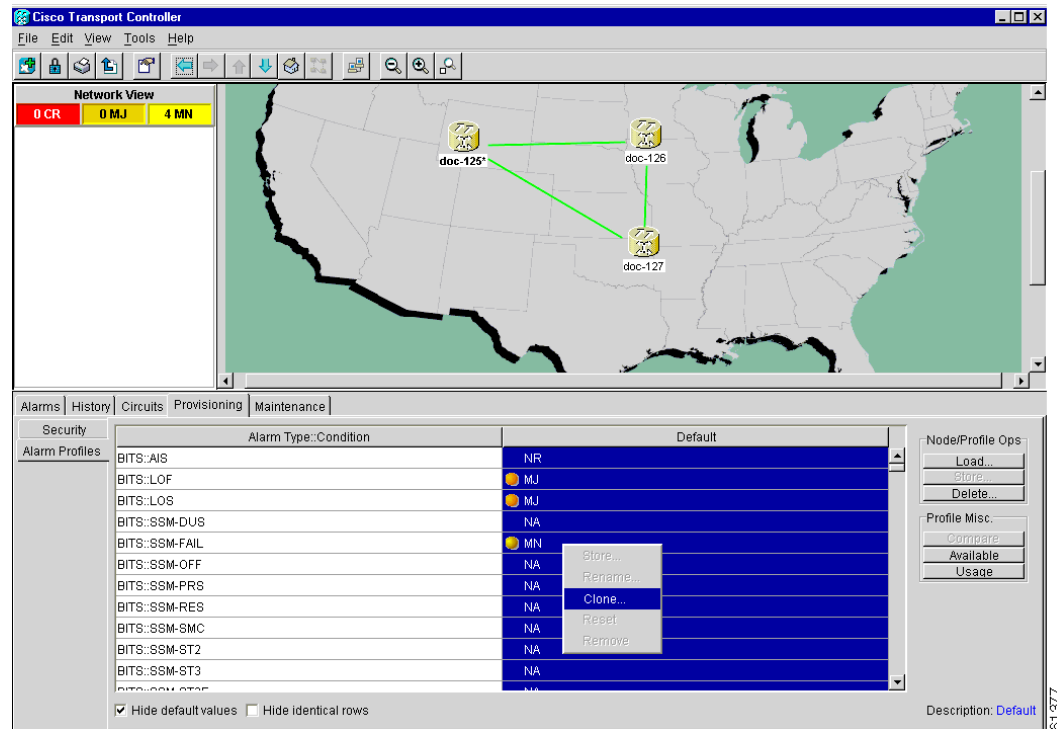 Cisco Transport Controller
File Edit View Tools Help
Network View
0 CR 0 MJ 4 MN
doc-125*
doc-126
doc-127
Alarms History Circuits Provisioning Maintenance
Security
Alarm Profiles
Alarm Type::Condition Default
BITS::AIS NR
BITS::LOF MJ
BITS::LOS MJ
BITS::SSM-DUS NA
BITS::SSM-FAIL MN
BITS::SSM-OFF NA
BITS::SSM-PRS NA
BITS::SSM-RES NA
BITS::SSM-SMC NA
BITS::SSM-ST2 NA
BITS::SSM-ST3 NA
Store...
Rename...
Clone...
Reset
Remove
Node/Profile Ops
Load...
Store...
Delete...
Profile Misc.
Compare
Available
Usage
Hide default values Hide identical rows
Description: Default
61377